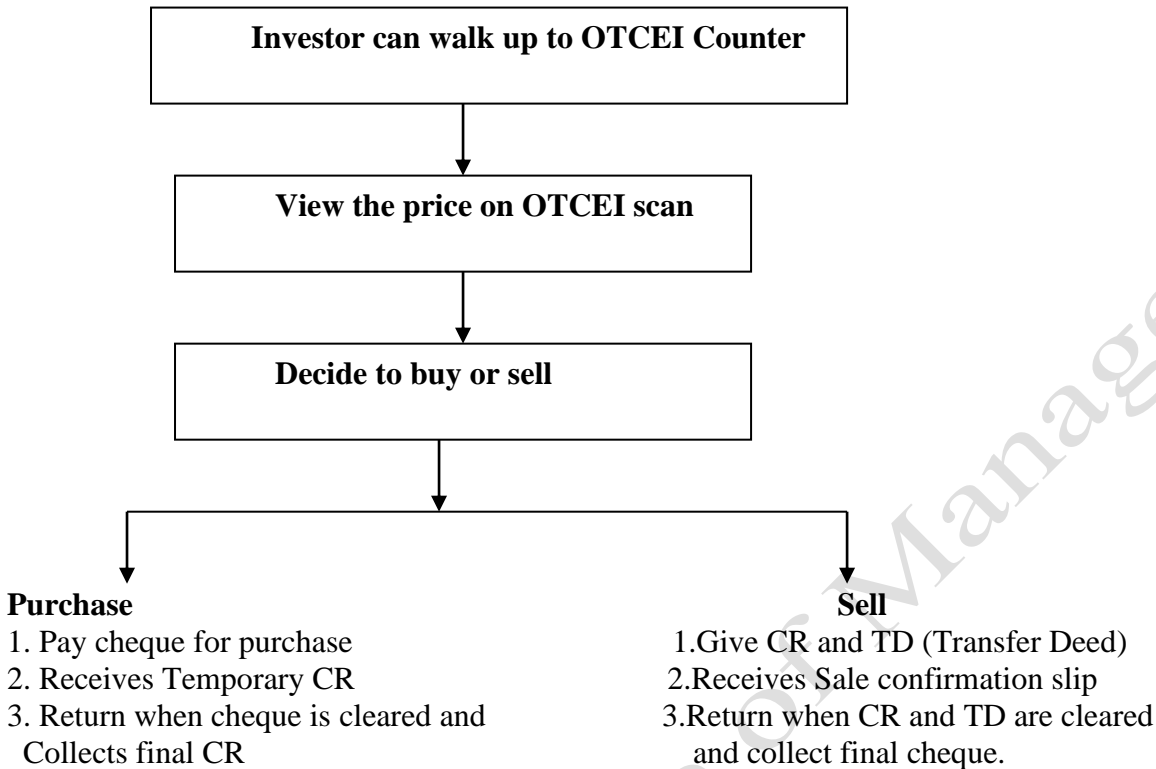 Investor can walk up to OTCEI Counter
View the price on OTCEI scan
Decide to buy or sell
Purchase
1. Pay cheque for purchase
2. Receives Temporary CR
3. Return when cheque is cleared and
Collects final CR
Sell
1.Give CR and TD (Transfer Deed)
2.Receives Sale confirmation slip
3.Return when CR and TD are cleared
and collect final cheque.
of Manage